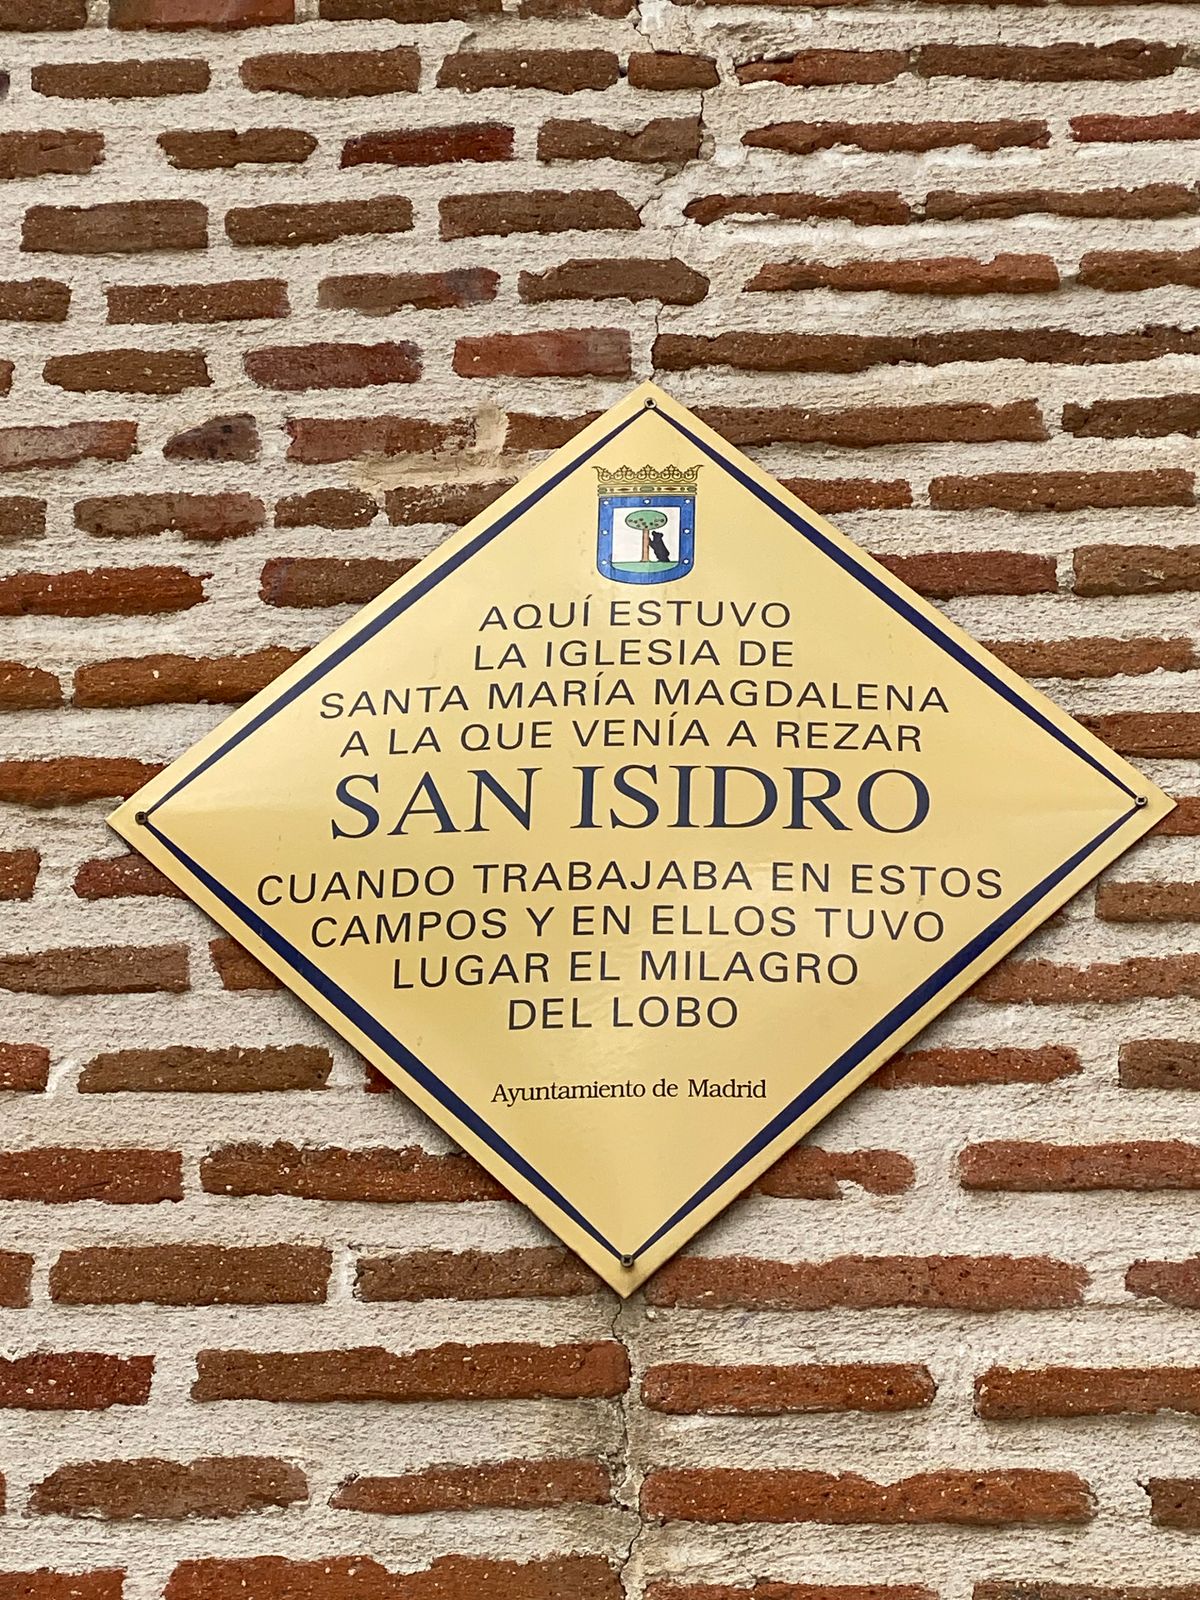 AQUÍ ESTUVO
LA IGLESIA DE
SANTA MARÍA MAGDALENA
A LA QUE VENÍA A REZAR
SAN ISIDRO
CUANDO TRABAJABA EN ESTOS
CAMPOS Y EN ELLOS TUVO
LUGAR EL MILAGRO
DEL LOBO
Ayuntamiento de Madrid